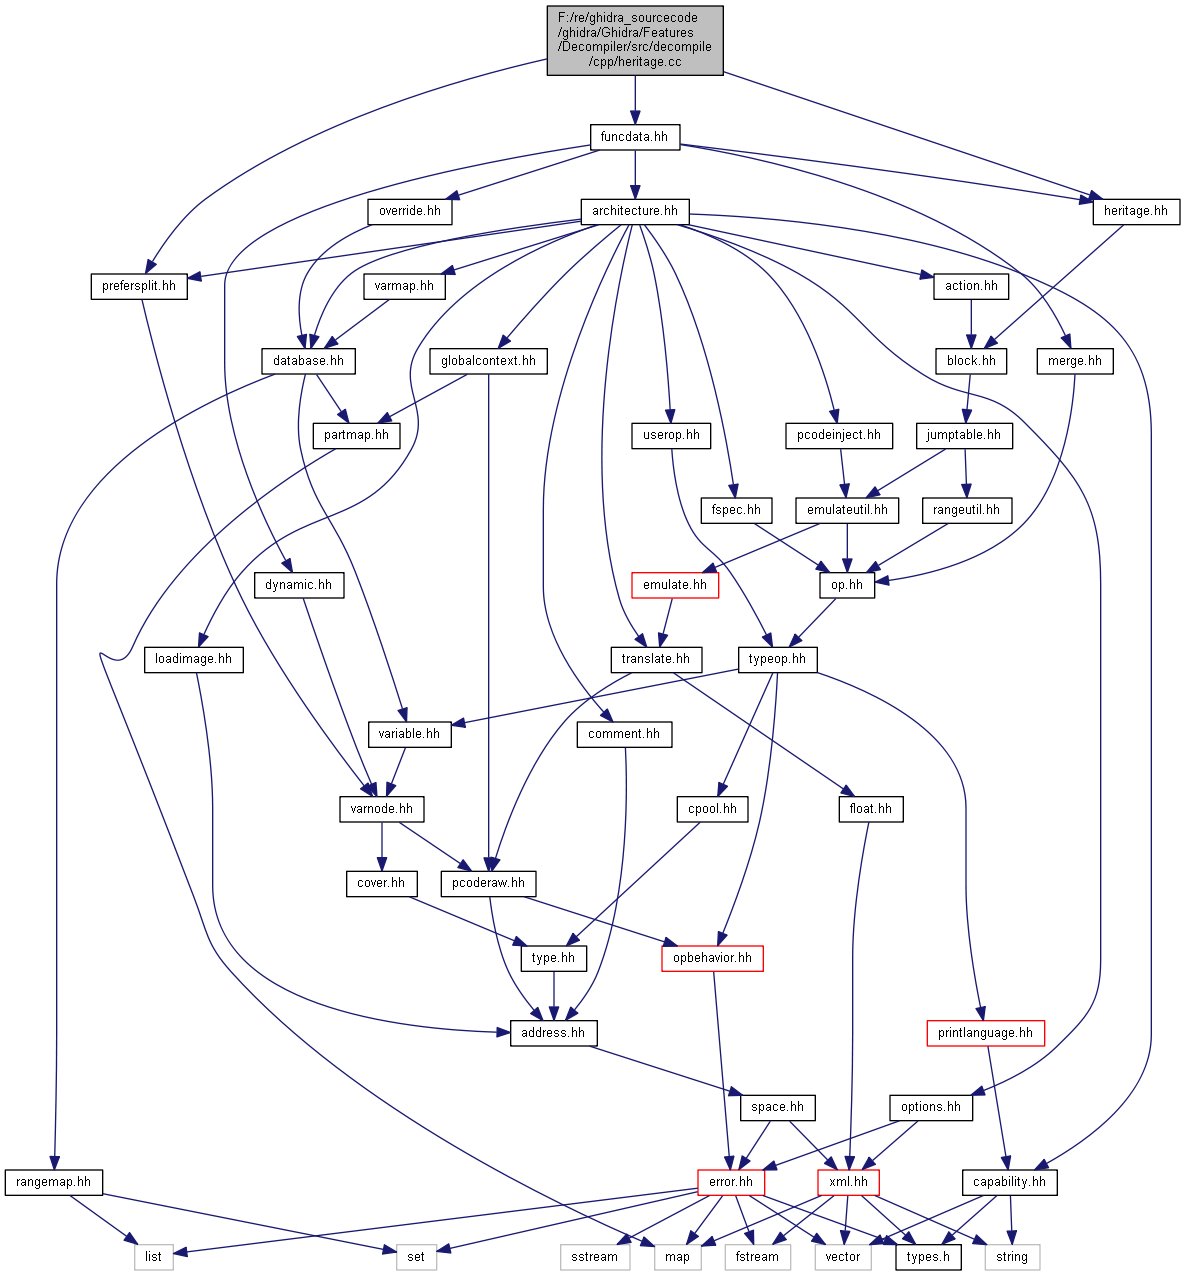 F:/re/ghidra_sourcecode
/ghidra/Ghidra/Features
/Decompiler/src/decompile
/cpp/heritage.cc
funcdata.hh
override.hh
architecture.hh
heritage.hh
prefersplit.hh
varmap.hh
action.hh
database.hh
globalcontext.hh
block.hh
merge.hh
partmap.hh
userop.hh
pcodeinject.hh
jumptable.hh
fspec.hh
emulateutil.hh
rangeutil.hh
dynamic.hh
emulate.hh
op.hh
loadimage.hh
translate.hh
typeop.hh
variable.hh
comment.hh
varnode.hh
cpool.hh
float.hh
cover.hh
pcoderaw.hh
type.hh
opbehavior.hh
address.hh
printlanguage.hh
space.hh
options.hh
rangemap.hh
error.hh
xml.hh
capability.hh
list
set
sstream
map
fstream
vector
types.h
string